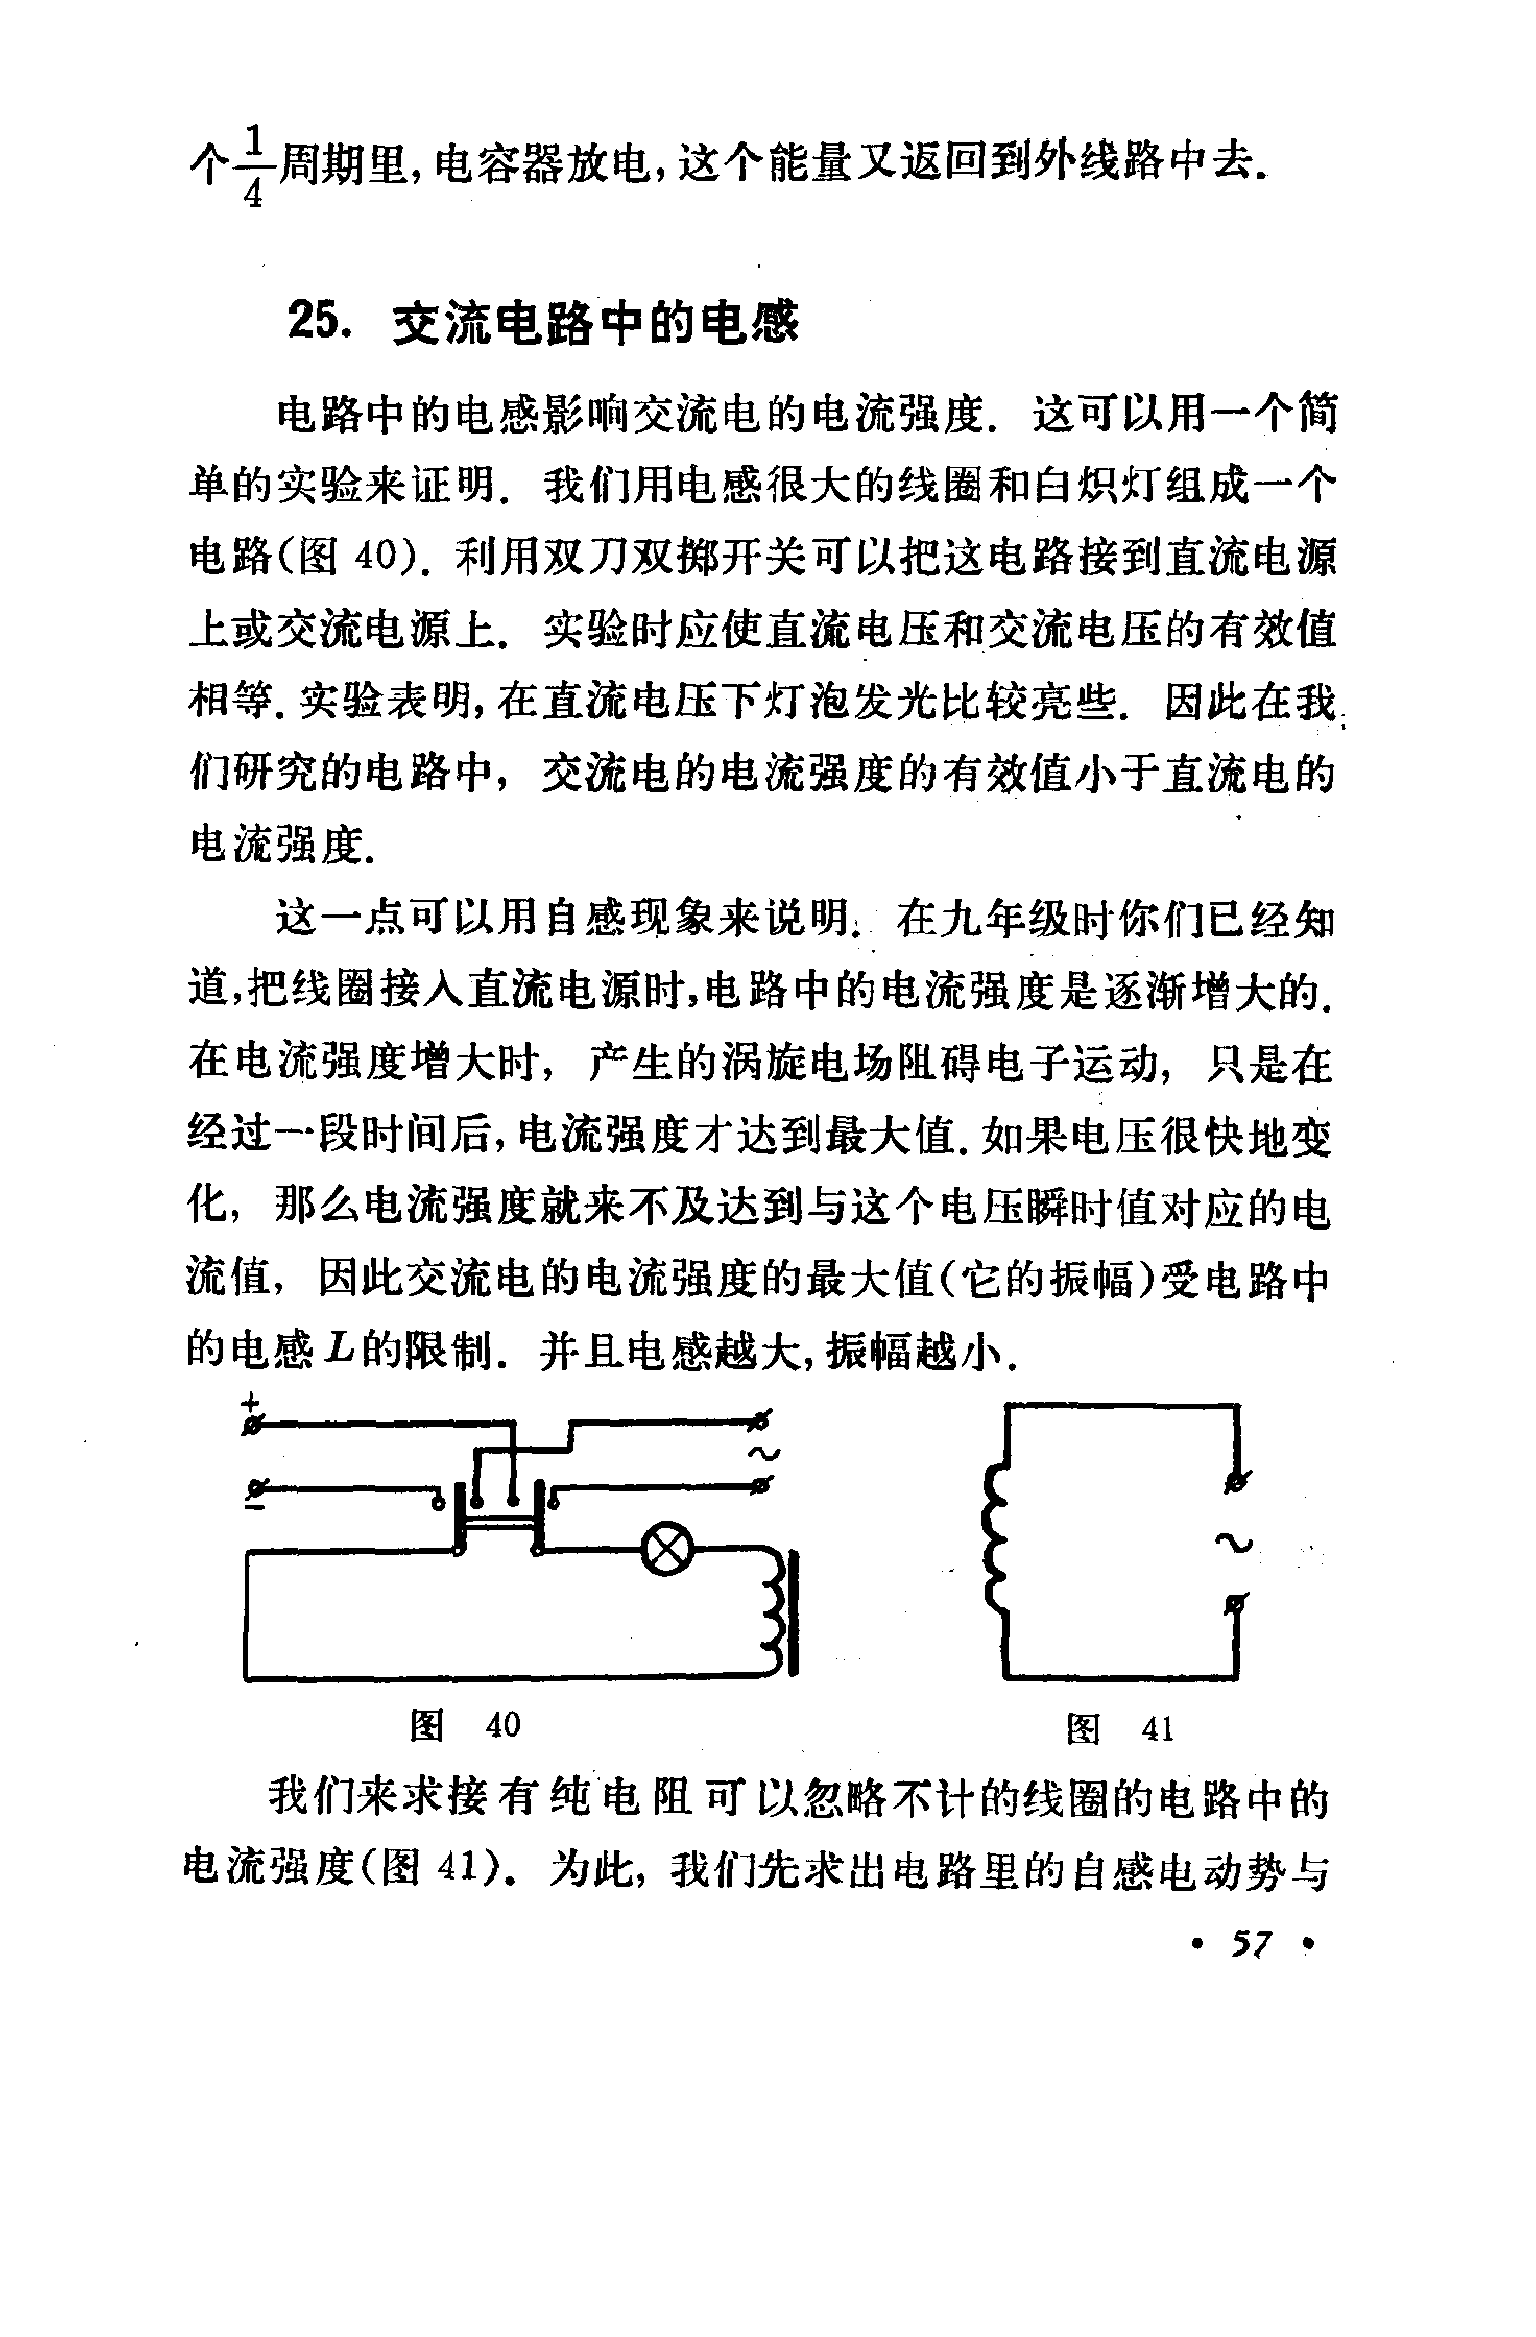 个1/4周期里,电容器放电,这个能量又返回到外线路中去.
25. 交流电路中的电感
电路中的电感影响交流电的电流强度. 这可以用一个简
单的实验来证明. 我们用电感很大的线圈和白炽灯组成一个
电路(图 40). 利用双刀双掷开关可以把这电路接到直流电源
上或交流电源上. 实验时应使直流电压和交流电压的有效值
相等.实验表明,在直流电压下灯泡发光比较亮些. 因此在我
们研究的电路中, 交流电的电流强度的有效值小于直流电的
电流强度.
这一点可以用自感现象来说明. 在九年级时你们已经知
道,把线圈接入直流电源时,电路中的电流强度是逐渐增大的.
在电流强度增大时, 产生的涡旋电场阻碍电子运动, 只是在
经过一段时间后,电流强度才达到最大值.如果电压很快地变
化, 那么电流强度就来不及达到与这个电压瞬时值对应的电
流值, 因此交流电的电流强度的最大值(它的振幅)受电路中
的电感L的限制. 并且电感越大,振幅越小.
+
~
−
~
图 40
图 41
我们来求接有纯电阻可以忽略不计的线圈的电路中的
电流强度(图 41). 为此, 我们先求出电路里的自感电动势与
• 57 •